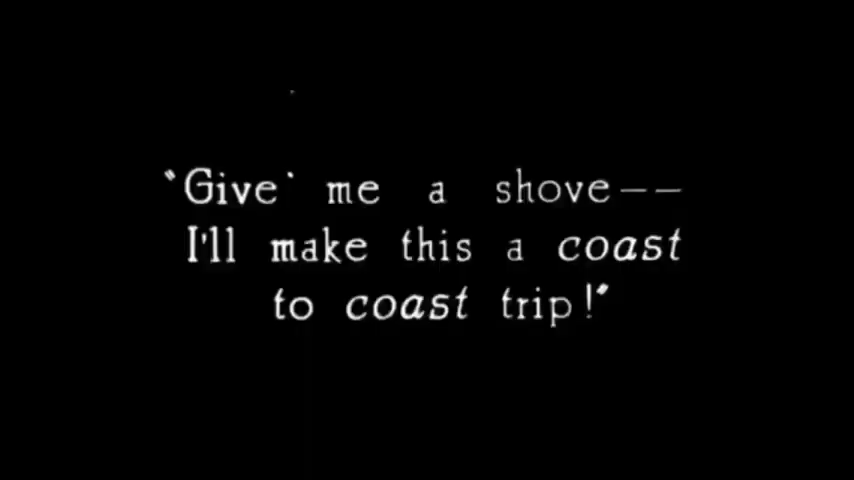 "Give me a shove--
I'll make this a coast
to coast trip!"